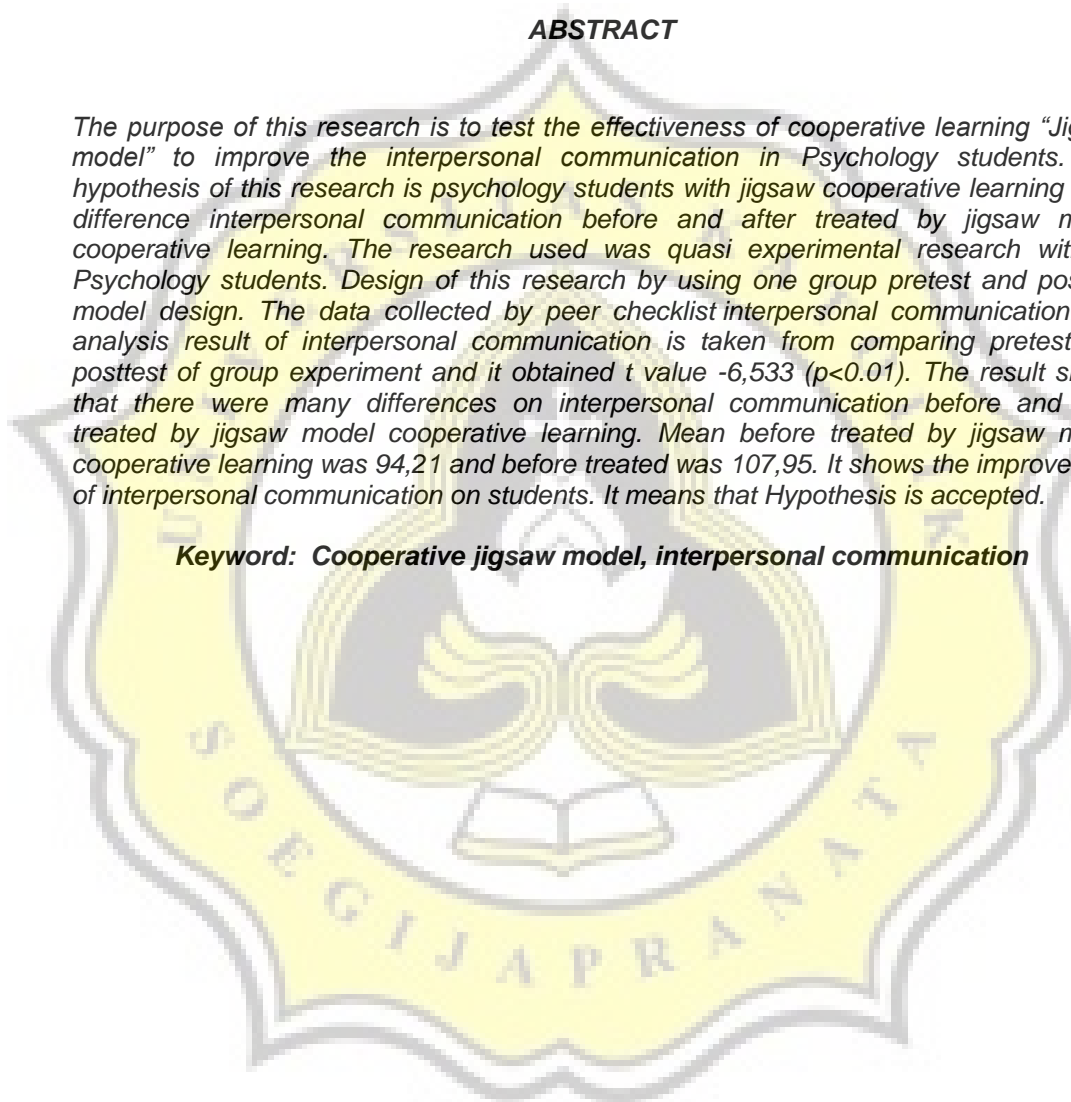 ABSTRACT
The purpose of this research is to test the effectiveness of cooperative learning “Jig
model” to improve the interpersonal communication in Psychology students.
hypothesis of this research is psychology students with jigsaw cooperative learning
difference interpersonal communication before and after treated by jigsaw m
cooperative learning. The research used was quasi experimental research wit
Psychology students. Design of this research by using one group pretest and pos
model design. The data collected by peer checklist interpersonal communication
analysis result of interpersonal communication is taken from comparing pretest
posttest of group experiment and it obtained t value -6,533 (p<0.01). The result s
that there were many differences on interpersonal communication before and
treated by jigsaw model cooperative learning. Mean before treated by jigsaw m
cooperative learning was 94,21 and before treated was 107,95. It shows the improve
of interpersonal communication on students. It means that Hypothesis is accepted.
Keyword: Cooperative jigsaw model, interpersonal communication
SOEGIJAPRANATA